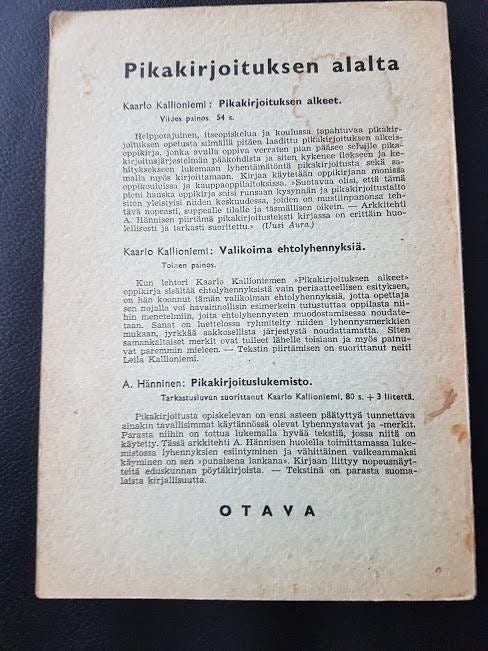 Pikakirjoituksen alalta
Kaarlo Kallioniemi: Pikakirjoituksen alkeet.
Viides painos. 54 s.
Helppotajuinen, itseopiskelua ja koulussa tapahtuvaa pikakir-
joituksen opetusta silmällä pitäen laadittu pikakirjoituksen alkeis-
oppikirja, jonka avulla oppiva verraten pian pääsee selville pika-
kirjoitusjärjestelmän pääkohdista ja siten kykenee ilokseen ja ke-
hitykseksen lukemaan lyhentämätöntä pikakirjoitusta sekä sa-
malla myös kirjoittamaan. Kirjaa käytetään oppikirjana monissa
oppikouluissa ja kauppaoppilaitoksissa. »Suotavaa olisi, että tämä
pieni hauska oppikirja saisi runsaan kysynnän ja pikakirjoitustaito
siten yleistyisi niiden keskuudessa, joiden on mustiinpanonsa teh-
tävä nopeasti, suppealle tilalle ja täsmällisen oikein. — Arkkitehti
A. Hännisen piirtämä pikakirjoitusteksti kirjassa on erittäin huo-
lellisesti ja tarkasti suoritettu.» (Uusi Aura.)
Kaarlo Kallioniemi: Valikoima ehtolyhennyksiä.
Toinen painos.
Kun lehtori Kaarlo Kallioniemen »Pikakirjoituksen alkeet»
oppikirja sisältää ehtolyhennyksistä vain periaatteellisen esityksen,
on hän koonnut tämän valikoiman ehtolyhennyksiä, jotta opettaja
sen nojalla voi havainnollisin esimerkein tutustuttaa oppilasta nii-
hin menetelmiin, joita ehtolyhennysten muodostamisessa noudate-
taan. Sanat on luettelossa ryhmitelty niiden lyhennysmerkkien
mukaan, jyrkkää aakkosellista järjestystä noudattamatta. Siten
samankaltaiset merkit ovat tulleet lähelle toisiaan ja myös painu-
vat paremmin mieleen. — Tekstin piirtämisen on suorittanut neiti
Leila Kallioniemi.
A. Hänninen: Pikakirjoituslukemisto.
Tarkastusluvun suorittanut Kaarlo Kallioniemi. 80 s. + 3 liitettä.
Pikakirjoitusta opiskelevan on ensi asteen päätyttyä tunnettava
ainakin tavallisimmat käytännössä olevat lyhennystavat ja -merkit.
Parasta niihin on tottua lukemalla hyvää tekstiä, jossa niitä on
käytetty. Tässä arkkitehti A. Hännisen huolella toimittamassa luke-
mistossa lyhennyksien esiintyminen ja vähittäinen vaikeammaksi
käyminen on sen »punaisena lankana». Kirjaan liittyy nopeusnäyt-
teitä eduskunnan pöytäkirjoista. — Tekstinä on parasta suoma-
laista kirjallisuutta.
OTAVA